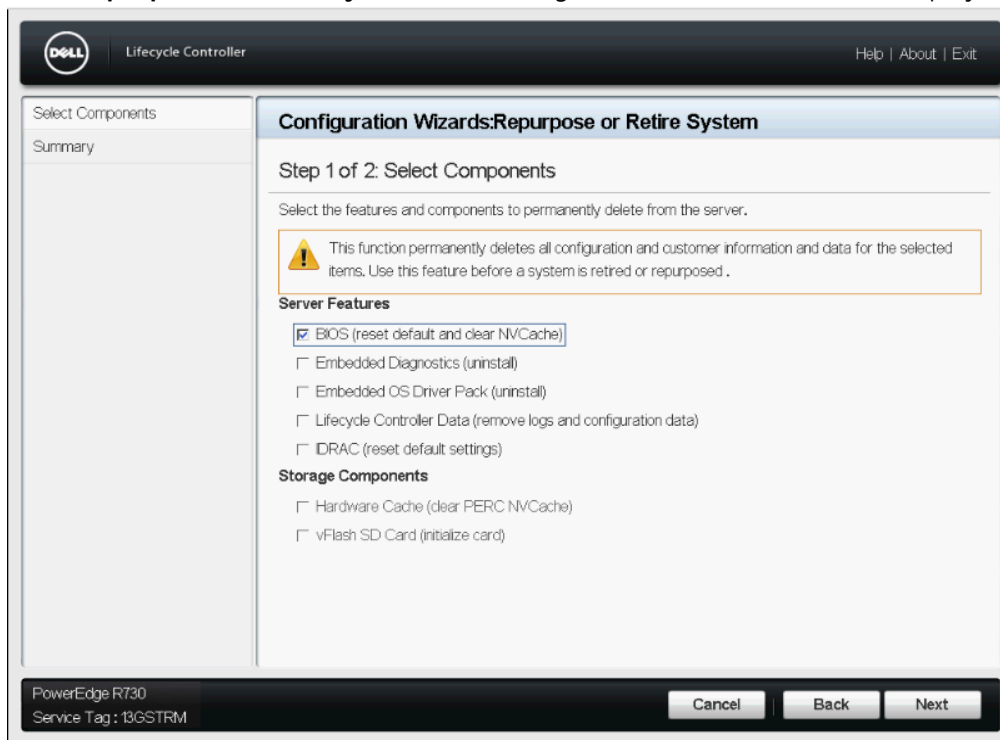 DELL
Lifecycle Controller
Help | About | Exit
Select Components
Summary
Configuration Wizards:Repurpose or Retire System
Step 1 of 2: Select Components
Select the features and components to permanently delete from the server.
This function permanently deletes all configuration and customer information and data for the selected
items. Use this feature before a system is retired or repurposed .
Server Features
BIOS (reset default and clear NVCache)
Embedded Diagnostics (uninstall)
Embedded OS Driver Pack (uninstall)
Lifecycle Controller Data (remove logs and configuration data)
iDRAC (reset default settings)
Storage Components
Hardware Cache (clear PERC NVCache)
vFlash SD Card (initialize card)
PowerEdge R730
Service Tag : 13GSTRM
Cancel | Back Next